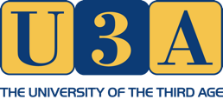 U3A
THE UNIVERSITY OF THE THIRD AGE